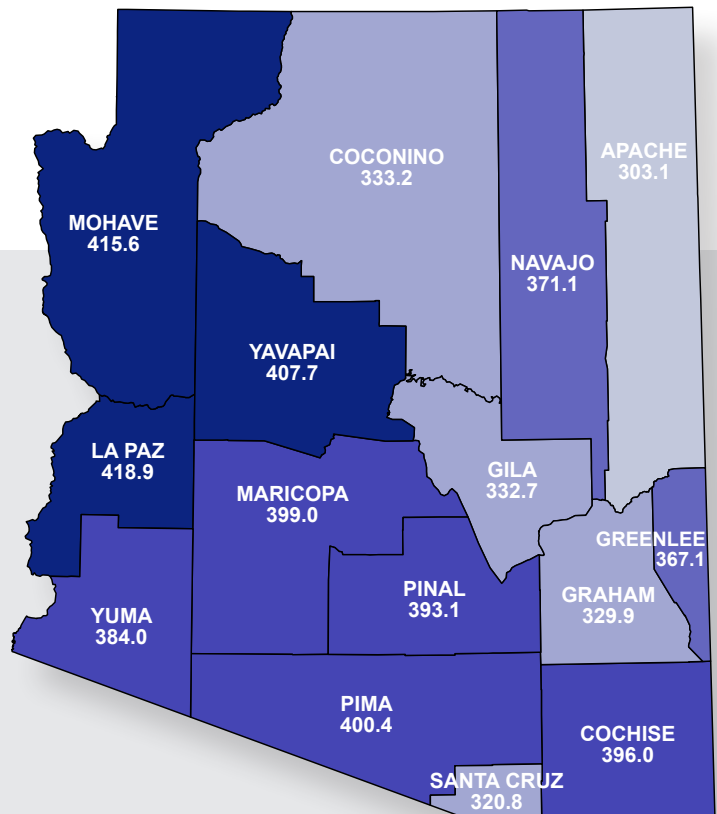 COCONINO
333.2
APACHE
303.1
MOHAVE
415.6
NAVAJO
371.1
YAVAPAI
407.7
LA PAZ
418.9
GILA
332.7
MARICOPA
399.0
GREENLEE
367.1
PINAL
393.1
GRAHAM
329.9
YUMA
384.0
PIMA
400.4
COCHISE
396.0
SANTA CRUZ
320.8